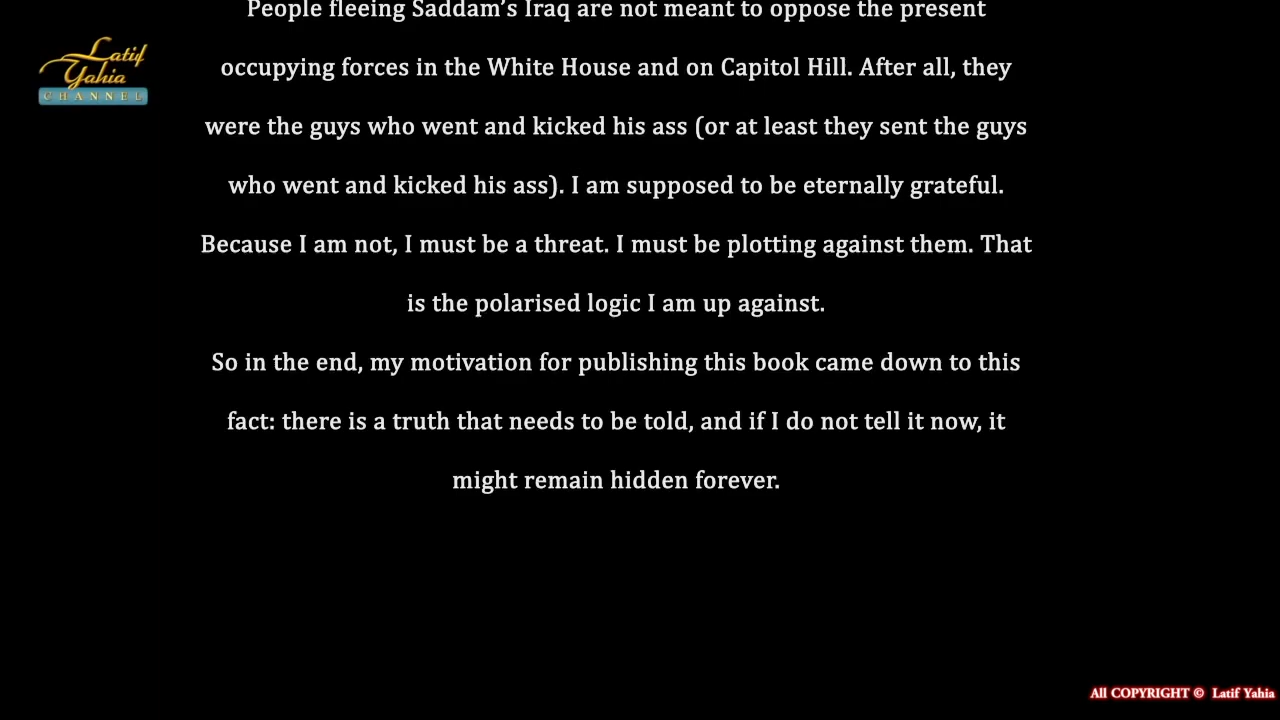 People fleeing Saddam’s Iraq are not meant to oppose the present
Latif
Yahia
CHANNEL
occupying forces in the White House and on Capitol Hill. After all, they
were the guys who went and kicked his ass (or at least they sent the guys
who went and kicked his ass). I am supposed to be eternally grateful.
Because I am not, I must be a threat. I must be plotting against them. That
is the polarised logic I am up against.
So in the end, my motivation for publishing this book came down to this
fact: there is a truth that needs to be told, and if I do not tell it now, it
might remain hidden forever.
All COPYRIGHT © Latif Yahia